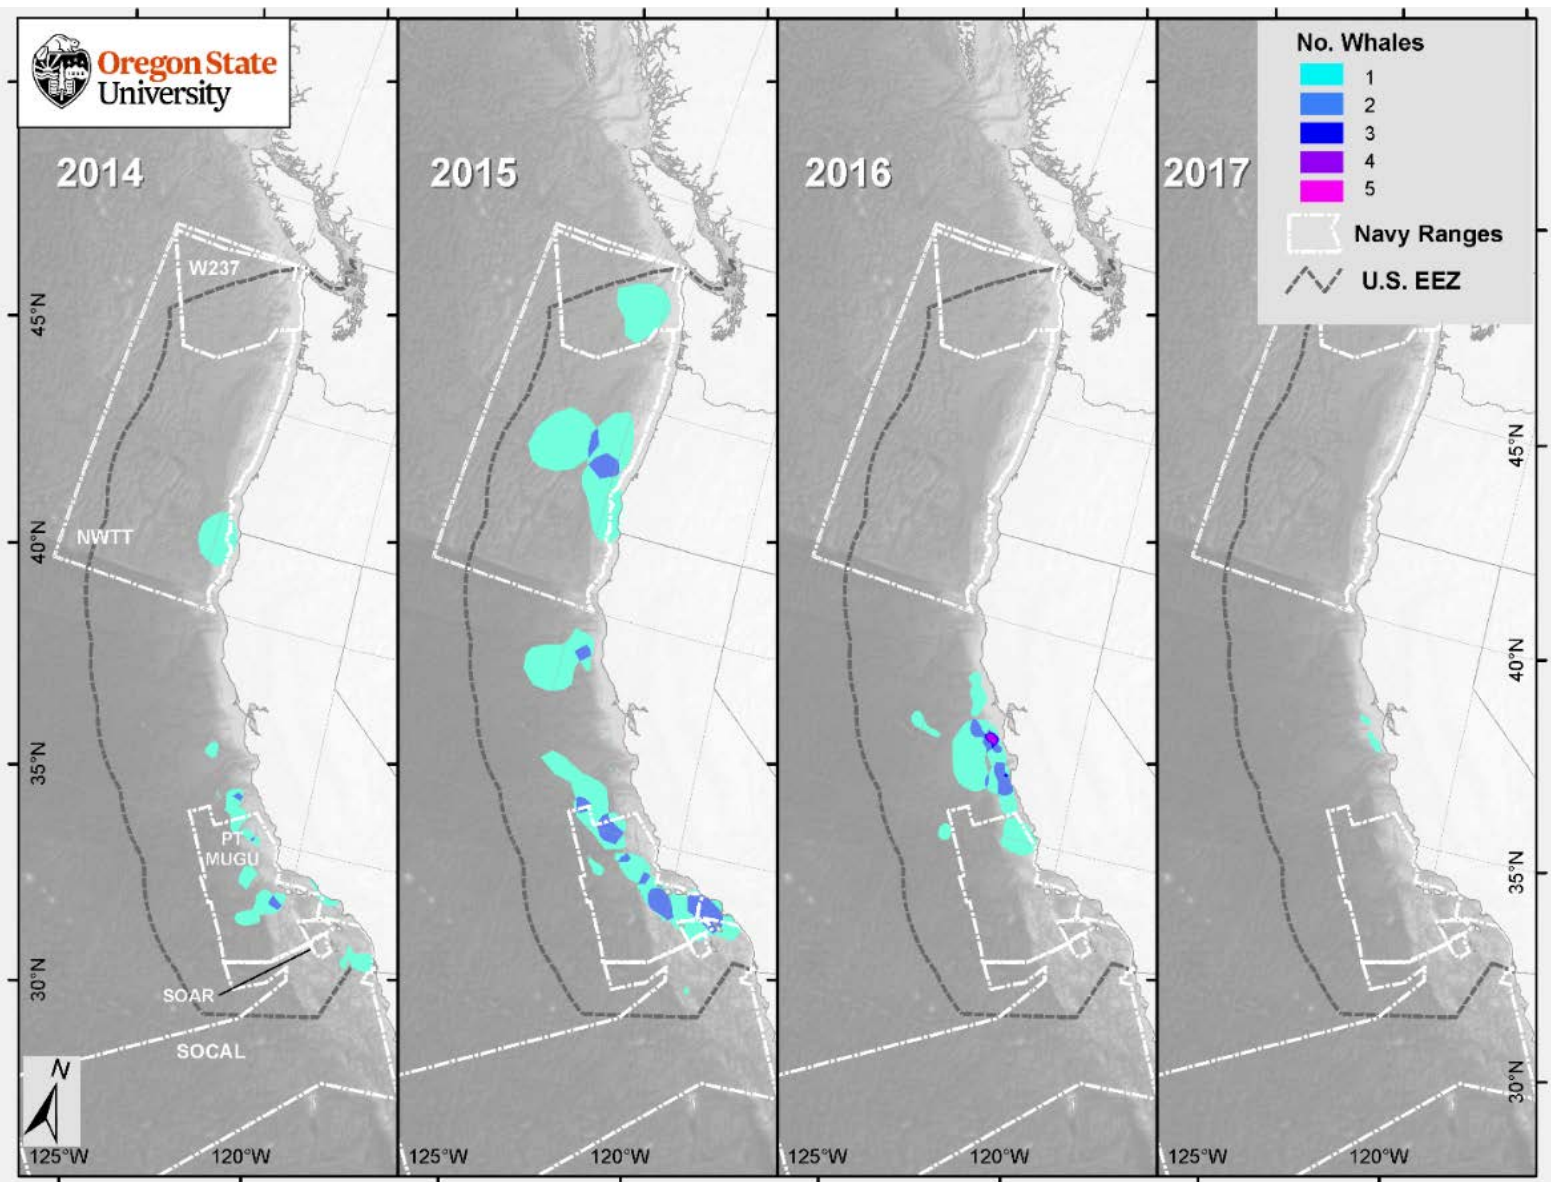 Oregon State
University
2014
2015
2016
2017
No. Whales
1
2
3
4
5
Navy Ranges
U.S. EEZ
W237
45°N
45°N
NWTT
40°N
40°N
35°N
PT
MUGU
35°N
30°N
SOAR
SOCAL
N
30°N
125°W
120°W
125°W
120°W
125°W
120°W
125°W
120°W